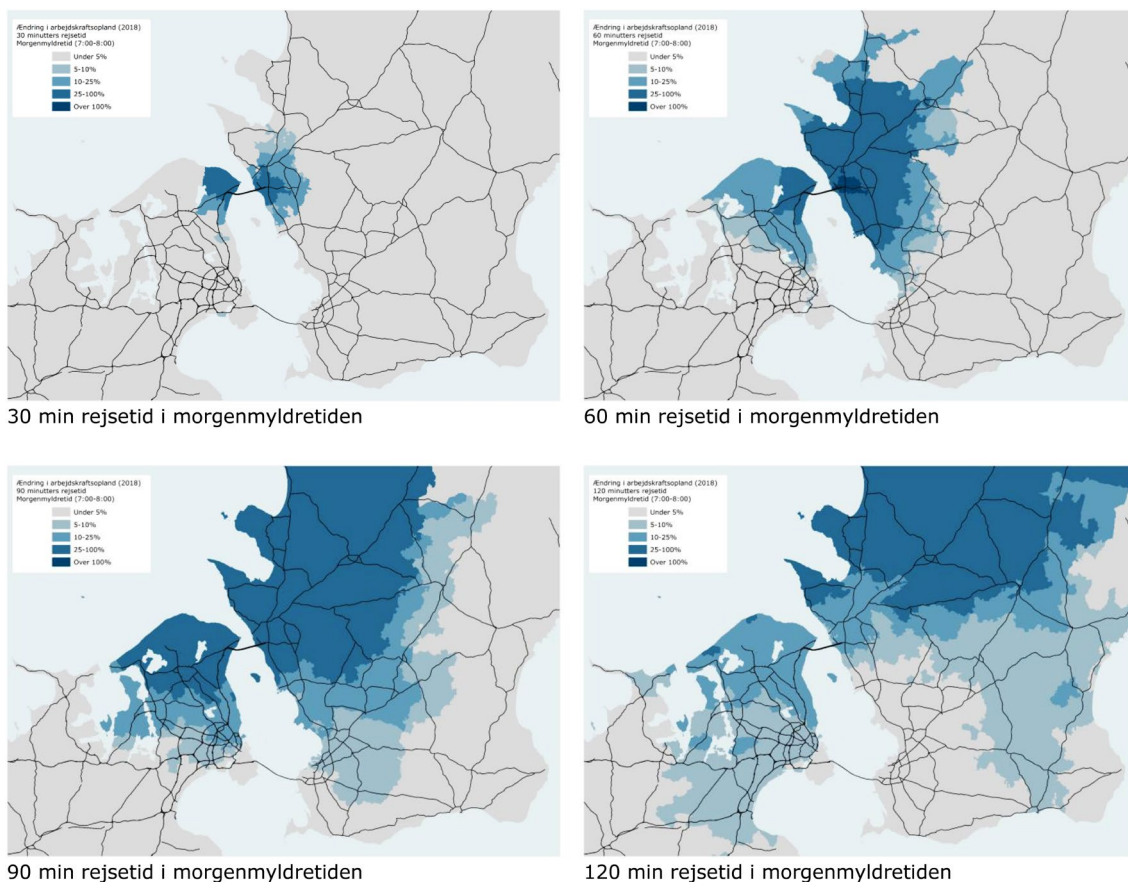 Ændring i arbejdskraftsopland (2018)
30 minutters rejsetid
Morgenmyldretid (7:00-8:00)
Under 5%
5-10%
10-25%
25-100%
Over 100%
30 min rejsetid i morgenmyldretiden
Ændring i arbejdskraftsopland (2018)
60 minutters rejsetid
Morgenmyldretid (7:00-8:00)
Under 5%
5-10%
10-25%
25-100%
Over 100%
60 min rejsetid i morgenmyldretiden
Ændring i arbejdskraftsopland (2018)
90 minutters rejsetid
Morgenmyldretid (7:00-8:00)
Under 5%
5-10%
10-25%
25-100%
Over 100%
90 min rejsetid i morgenmyldretiden
Ændring i arbejdskraftsopland (2018)
120 minutters rejsetid
Morgenmyldretid (7:00-8:00)
Under 5%
5-10%
10-25%
25-100%
Over 100%
120 min rejsetid i morgenmyldretiden